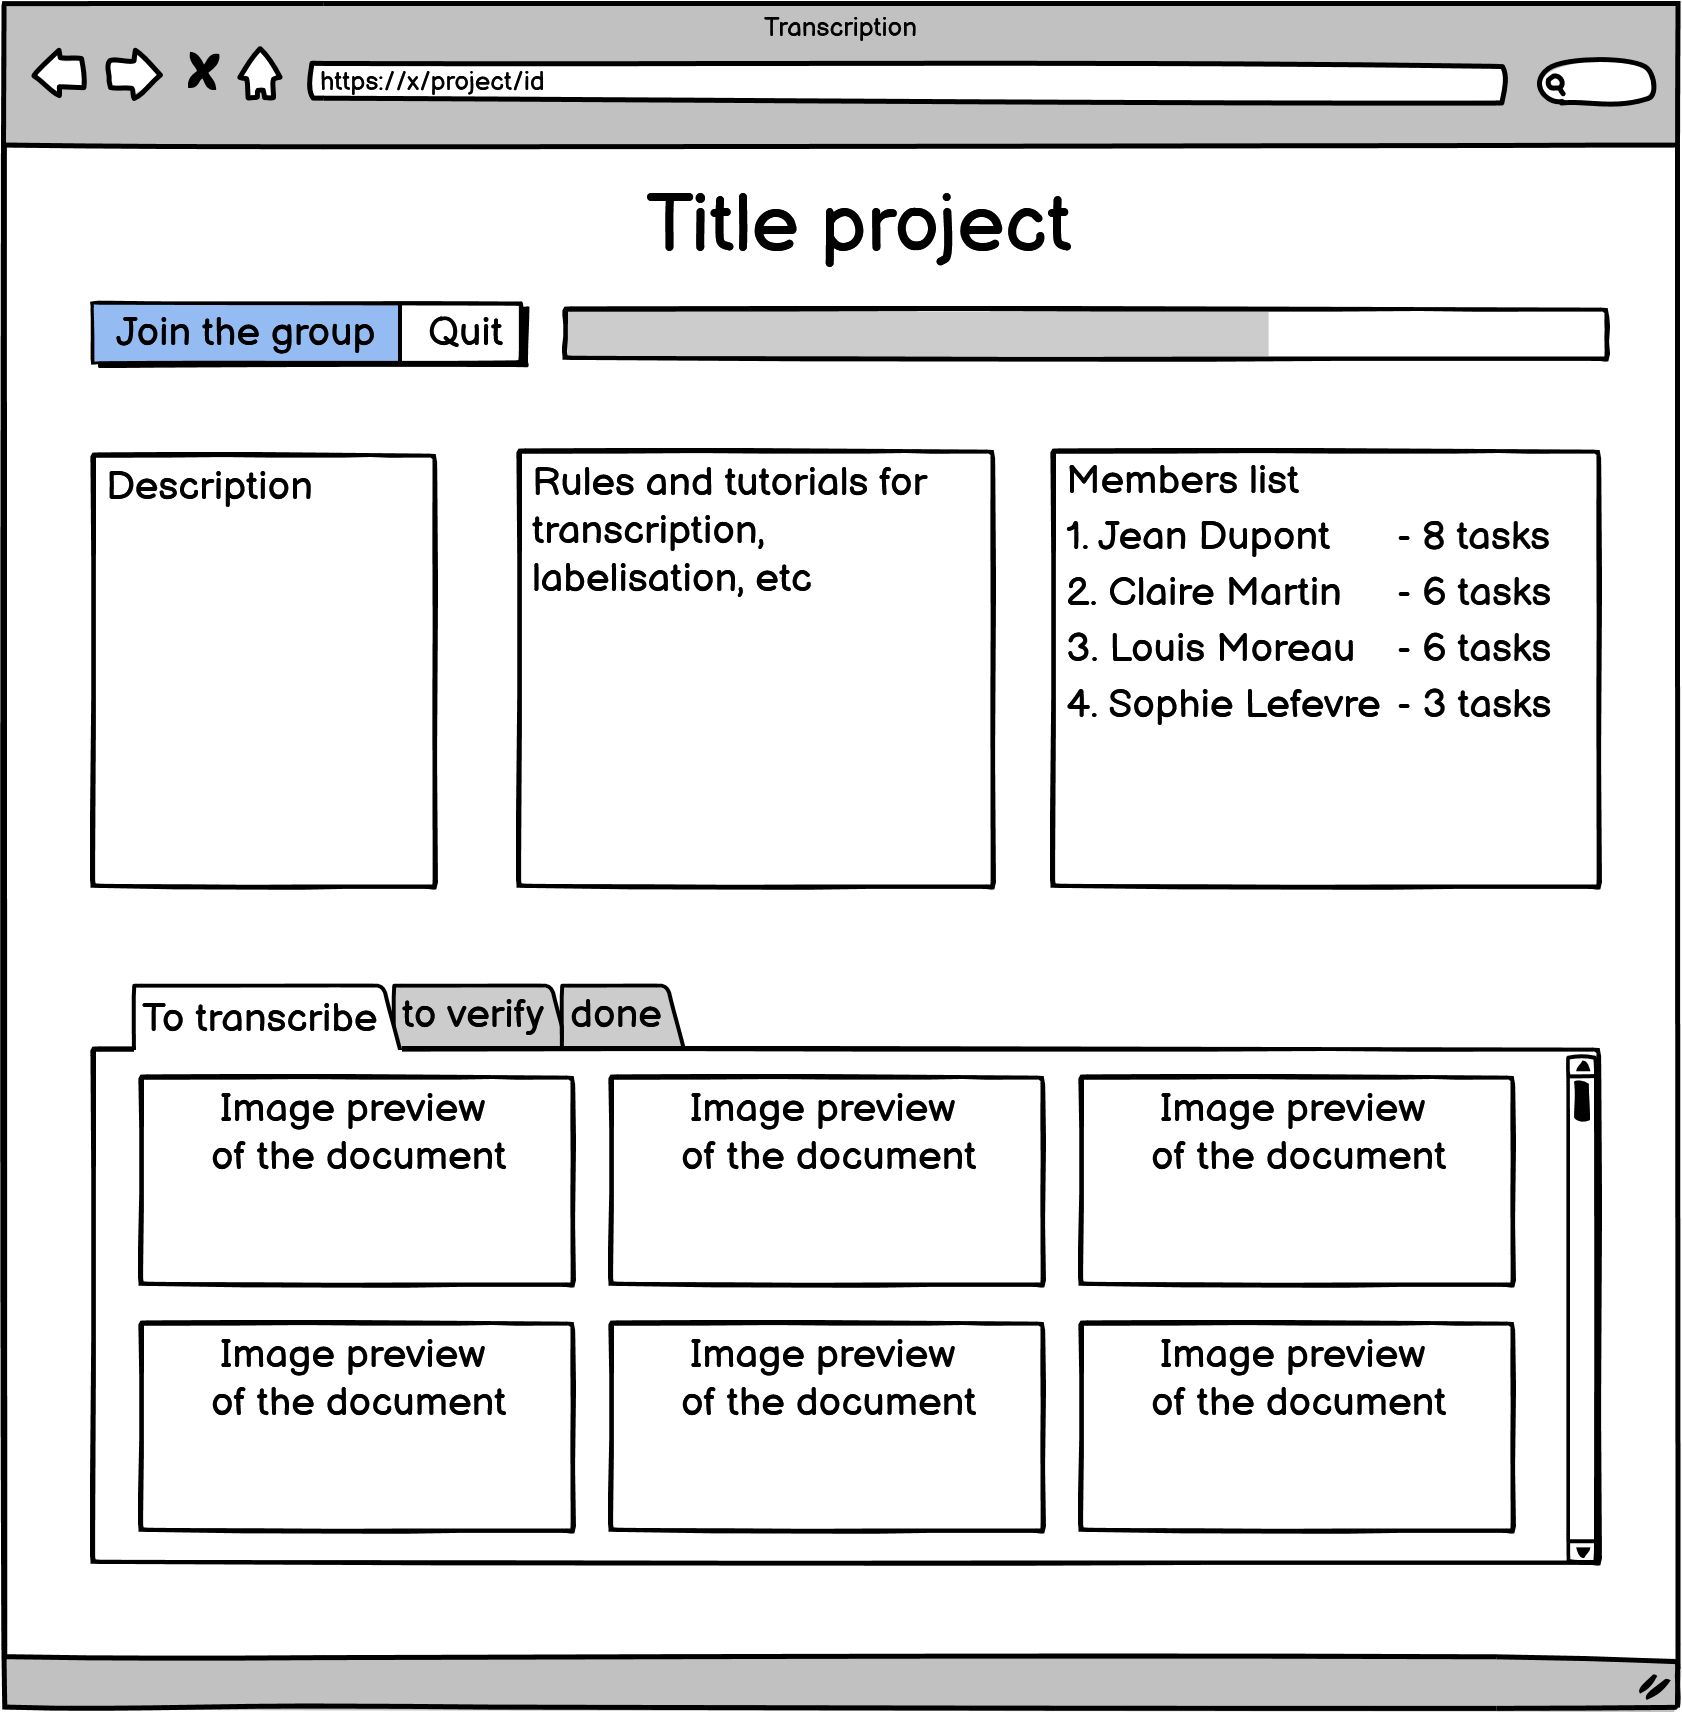 Transcription
https://x/project/id
Title project
Join the group
Quit
Description
Rules and tutorials for
transcription,
labelisation, etc
Members list
1. Jean Dupont - 8 tasks
2. Claire Martin - 6 tasks
3. Louis Moreau - 6 tasks
4. Sophie Lefevre - 3 tasks
To transcribe
to verify
done
Image preview
of the document
Image preview
of the document
Image preview
of the document
Image preview
of the document
Image preview
of the document
Image preview
of the document